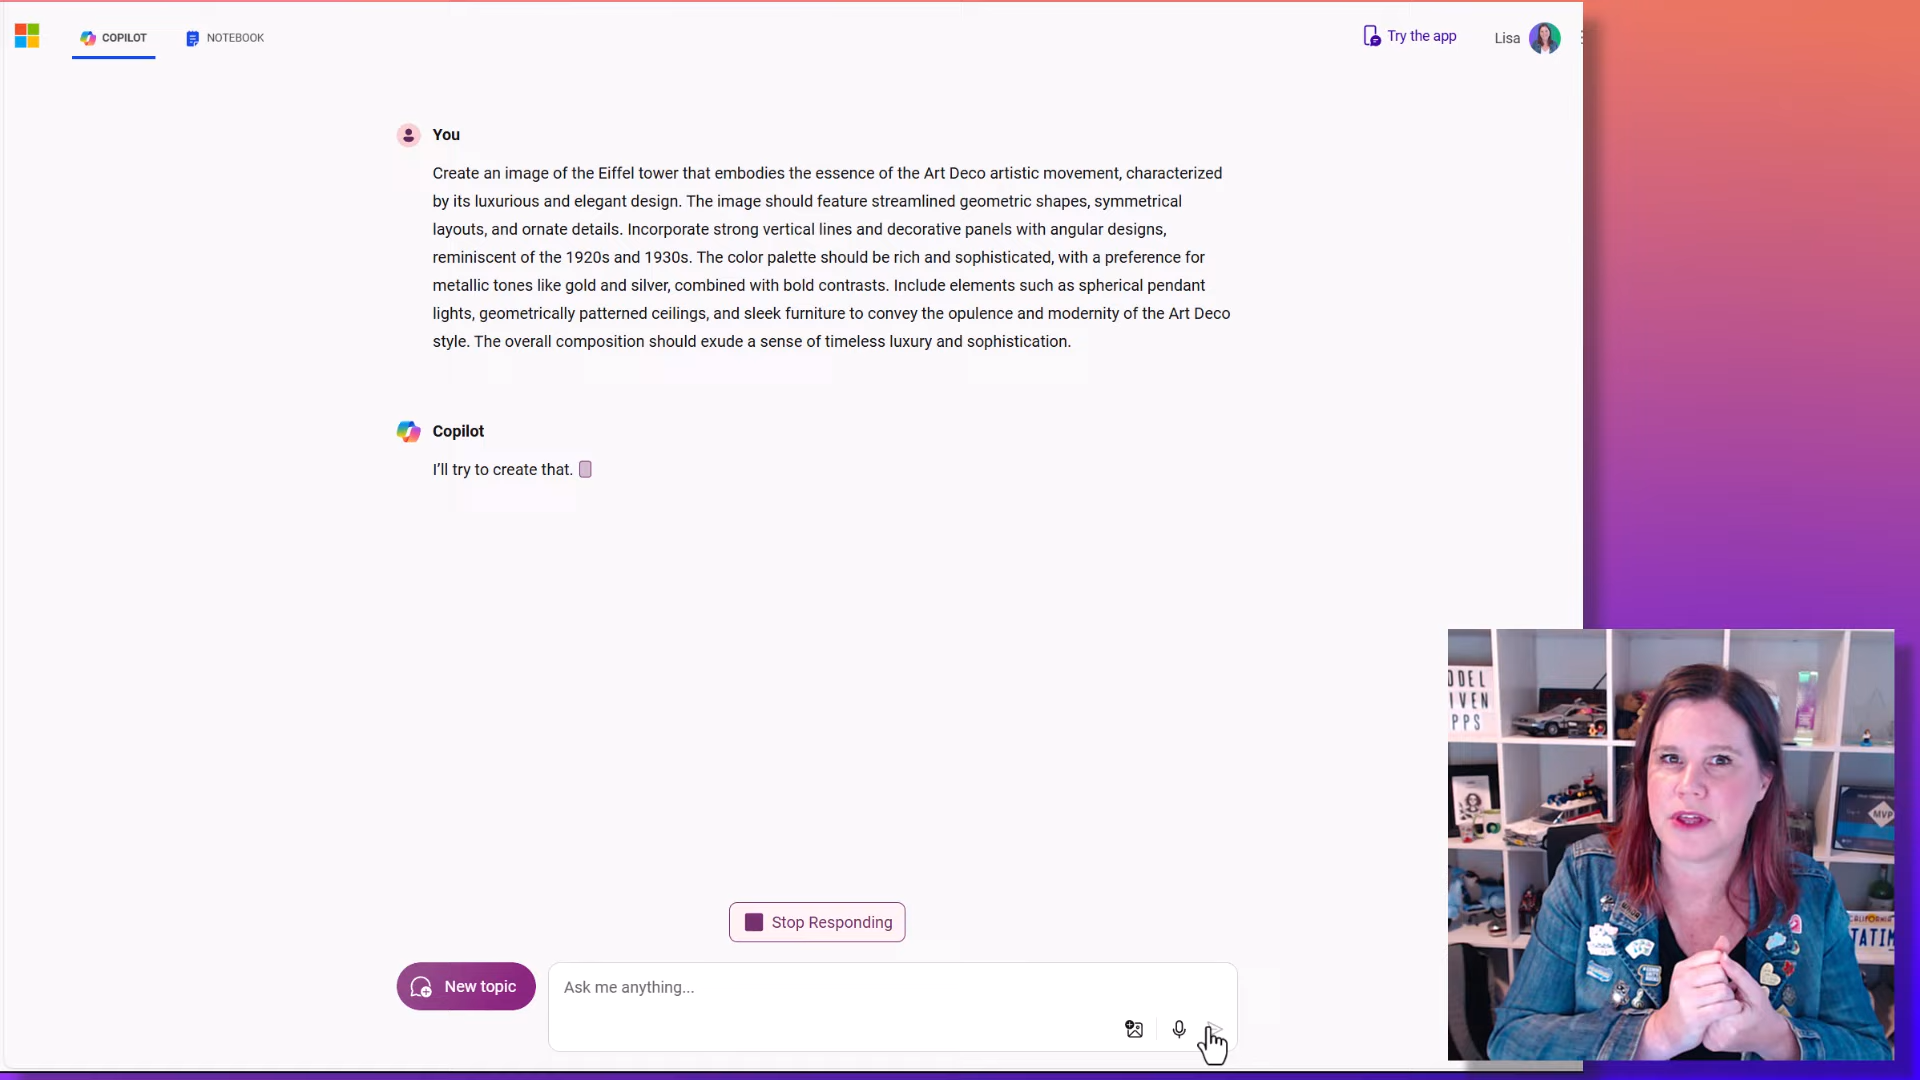 COPILOT
NOTEBOOK
Try the app
Lisa
You
Create an image of the Eiffel tower that embodies the essence of the Art Deco artistic movement, characterized
by its luxurious and elegant design. The image should feature streamlined geometric shapes, symmetrical
layouts, and ornate details. Incorporate strong vertical lines and decorative panels with angular designs,
reminiscent of the 1920s and 1930s. The color palette should be rich and sophisticated, with a preference for
metallic tones like gold and silver, combined with bold contrasts. Include elements such as spherical pendant
lights, geometrically patterned ceilings, and sleek furniture to convey the opulence and modernity of the Art Deco
style. The overall composition should exude a sense of timeless luxury and sophistication.
Copilot
I'll try to create that.
Stop Responding
New topic
Ask me anything...
ODEL
IVEN
PPS
MVP
CALIFORNIA
TATIM